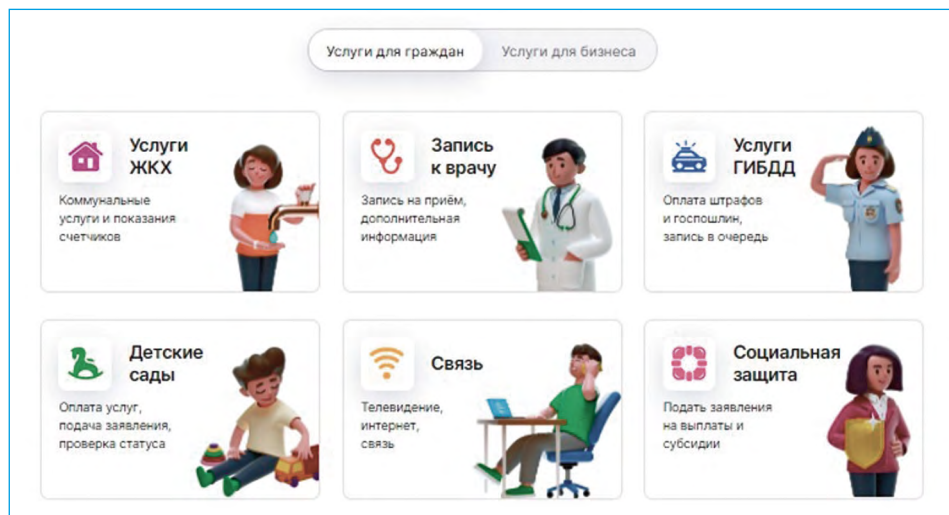 Услуги для граждан
Услуги для бизнеса
Услуги
ЖКХ
Коммунальные
услуги и показания
счетчиков
Запись
к врачу
Запись на приём,
дополнительная
информация
Услуги
ГИБДД
Оплата штрафов
и госпошлин,
запись в очередь
Детские
сады
Оплата услуг,
подача заявления,
проверка статуса
Связь
Телевидение,
интернет,
связь
Социальная
защита
Подать заявления
на выплаты и
субсидии